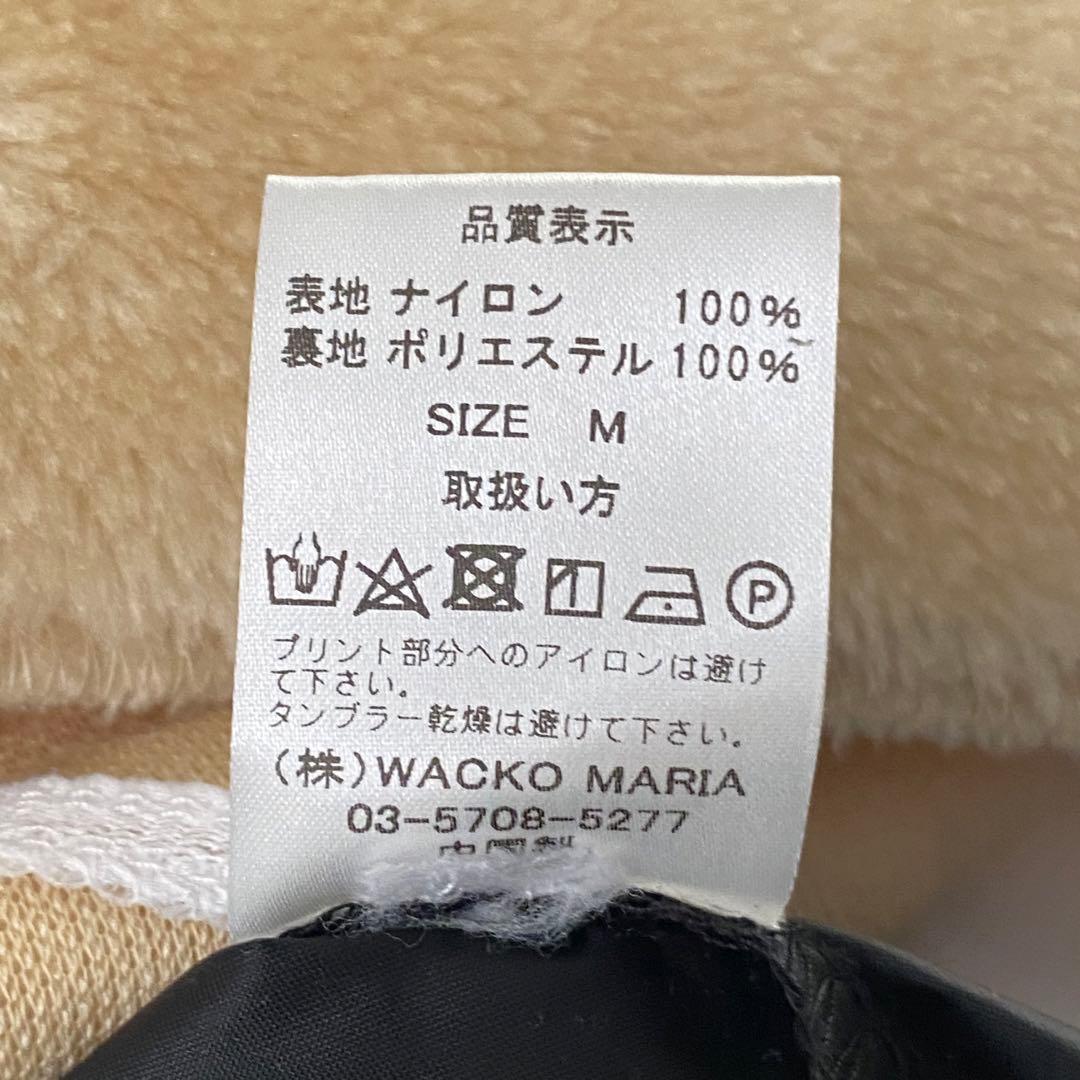 品質表示
表地 ナイロン 100%
裏地 ポリエステル 100%
SIZE M
取扱い方
P
プリント部分へのアイロンは避け
て下さい。
タンブラー乾燥は避けて下さい。
(株)WACKO MARIA
03-5708-5277
中国製